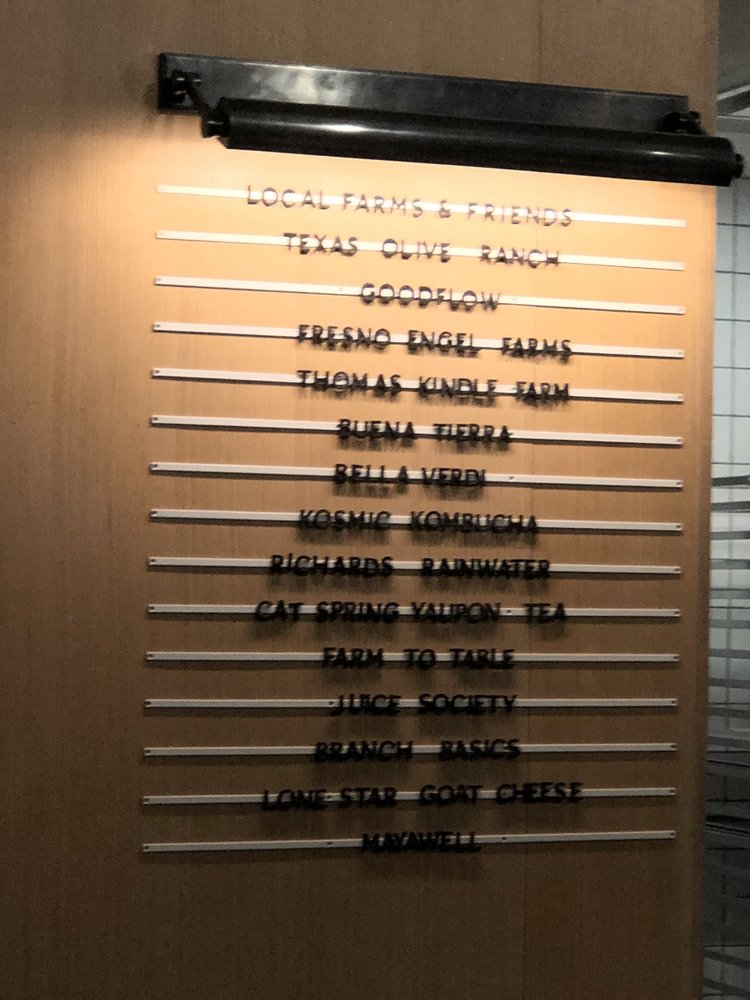 LOCAL FARMS & FRIENDS
TEXAS OLIVE RANCH
GOODFLOW
FRESNO ENGEL FARMS
THOMAS KINDLE FARM
BUENA TIERRA
BELLA VERDI
KOSMIC KOMBUCHA
RICHARDS RAINWATER
CAT SPRING YAUPON TEA
FARM TO TABLE
JUICE SOCIETY
BRANCH BASICS
LONE STAR GOAT CHEESE
MAYAWELL